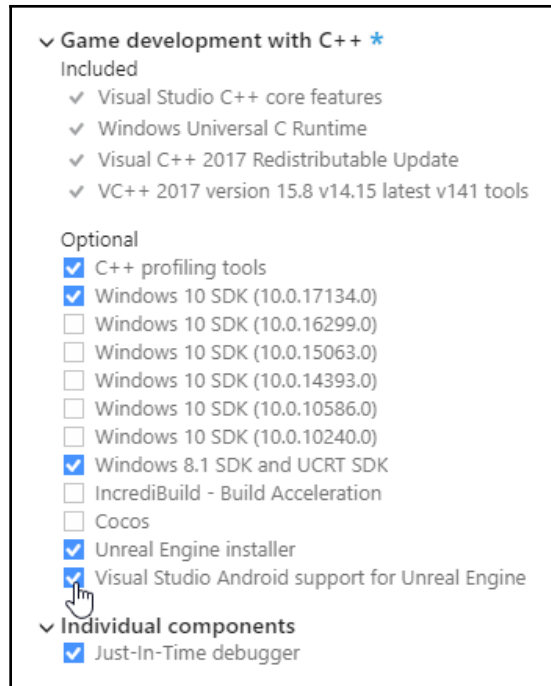 Game development with C++ *
Included
Visual Studio C++ core features
Windows Universal C Runtime
Visual C++ 2017 Redistributable Update
VC++ 2017 version 15.8 v14.15 latest v141 tools
Optional
C++ profiling tools
Windows 10 SDK (10.0.17134.0)
Windows 10 SDK (10.0.16299.0)
Windows 10 SDK (10.0.15063.0)
Windows 10 SDK (10.0.14393.0)
Windows 10 SDK (10.0.10586.0)
Windows 10 SDK (10.0.10240.0)
Windows 8.1 SDK and UCRT SDK
IncrediBuild - Build Acceleration
Cocos
Unreal Engine installer
Visual Studio Android support for Unreal Engine
Individual components
Just-In-Time debugger